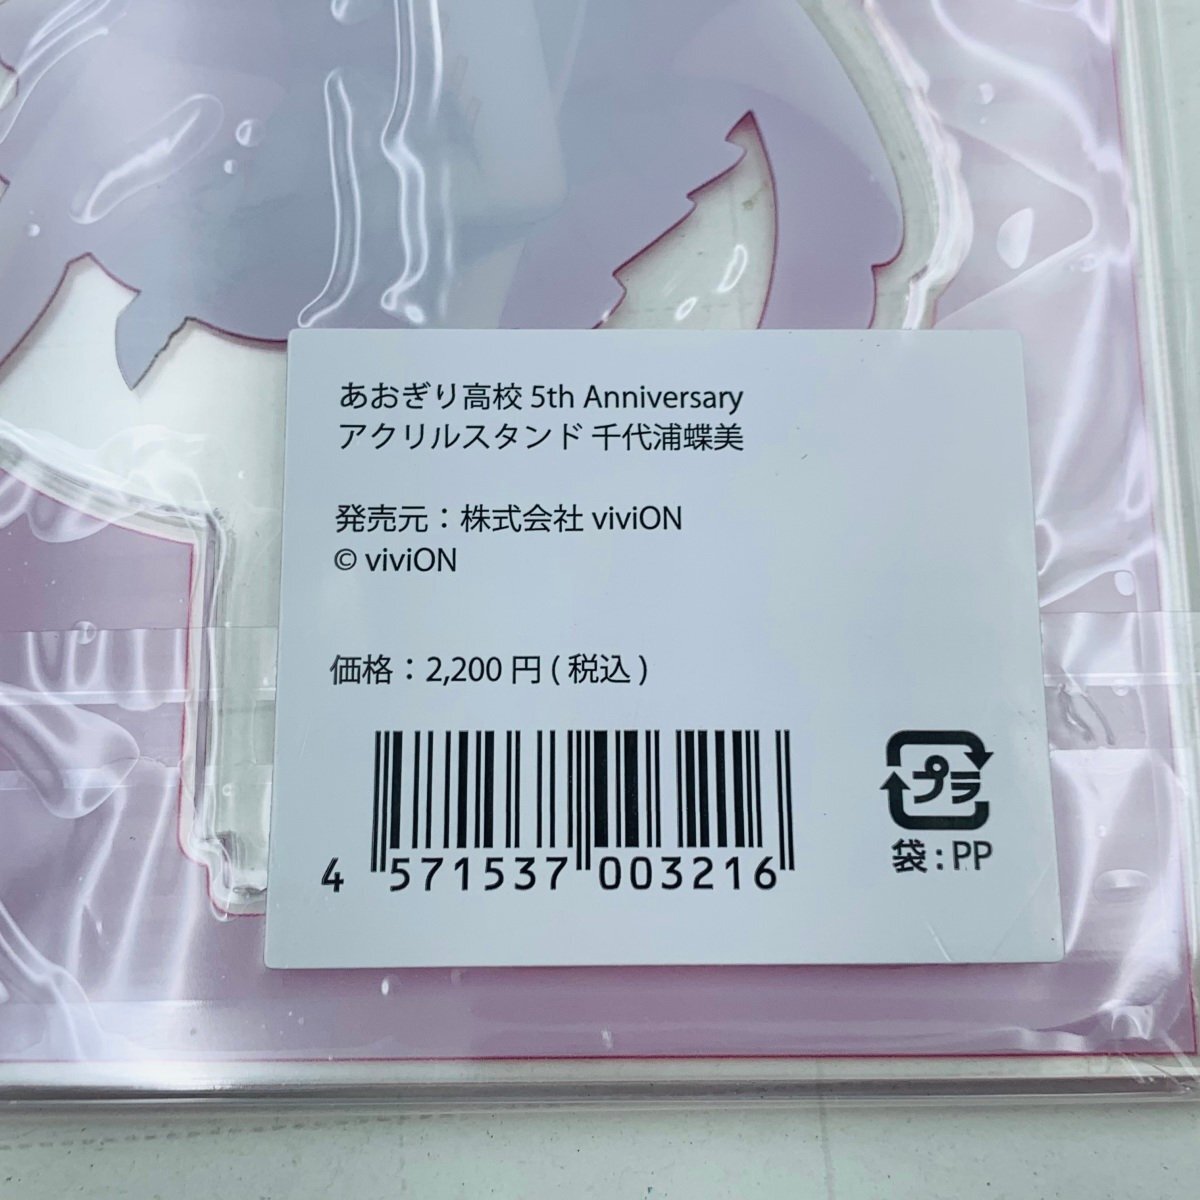 あおぎり高校 5th Anniversary
アクリルスタンド 千代浦蝶美
発売元：株式会社 viviON
© viviON
価格：2,200 円 ( 税込 )
4 571537 003216
プラ
袋 : PP